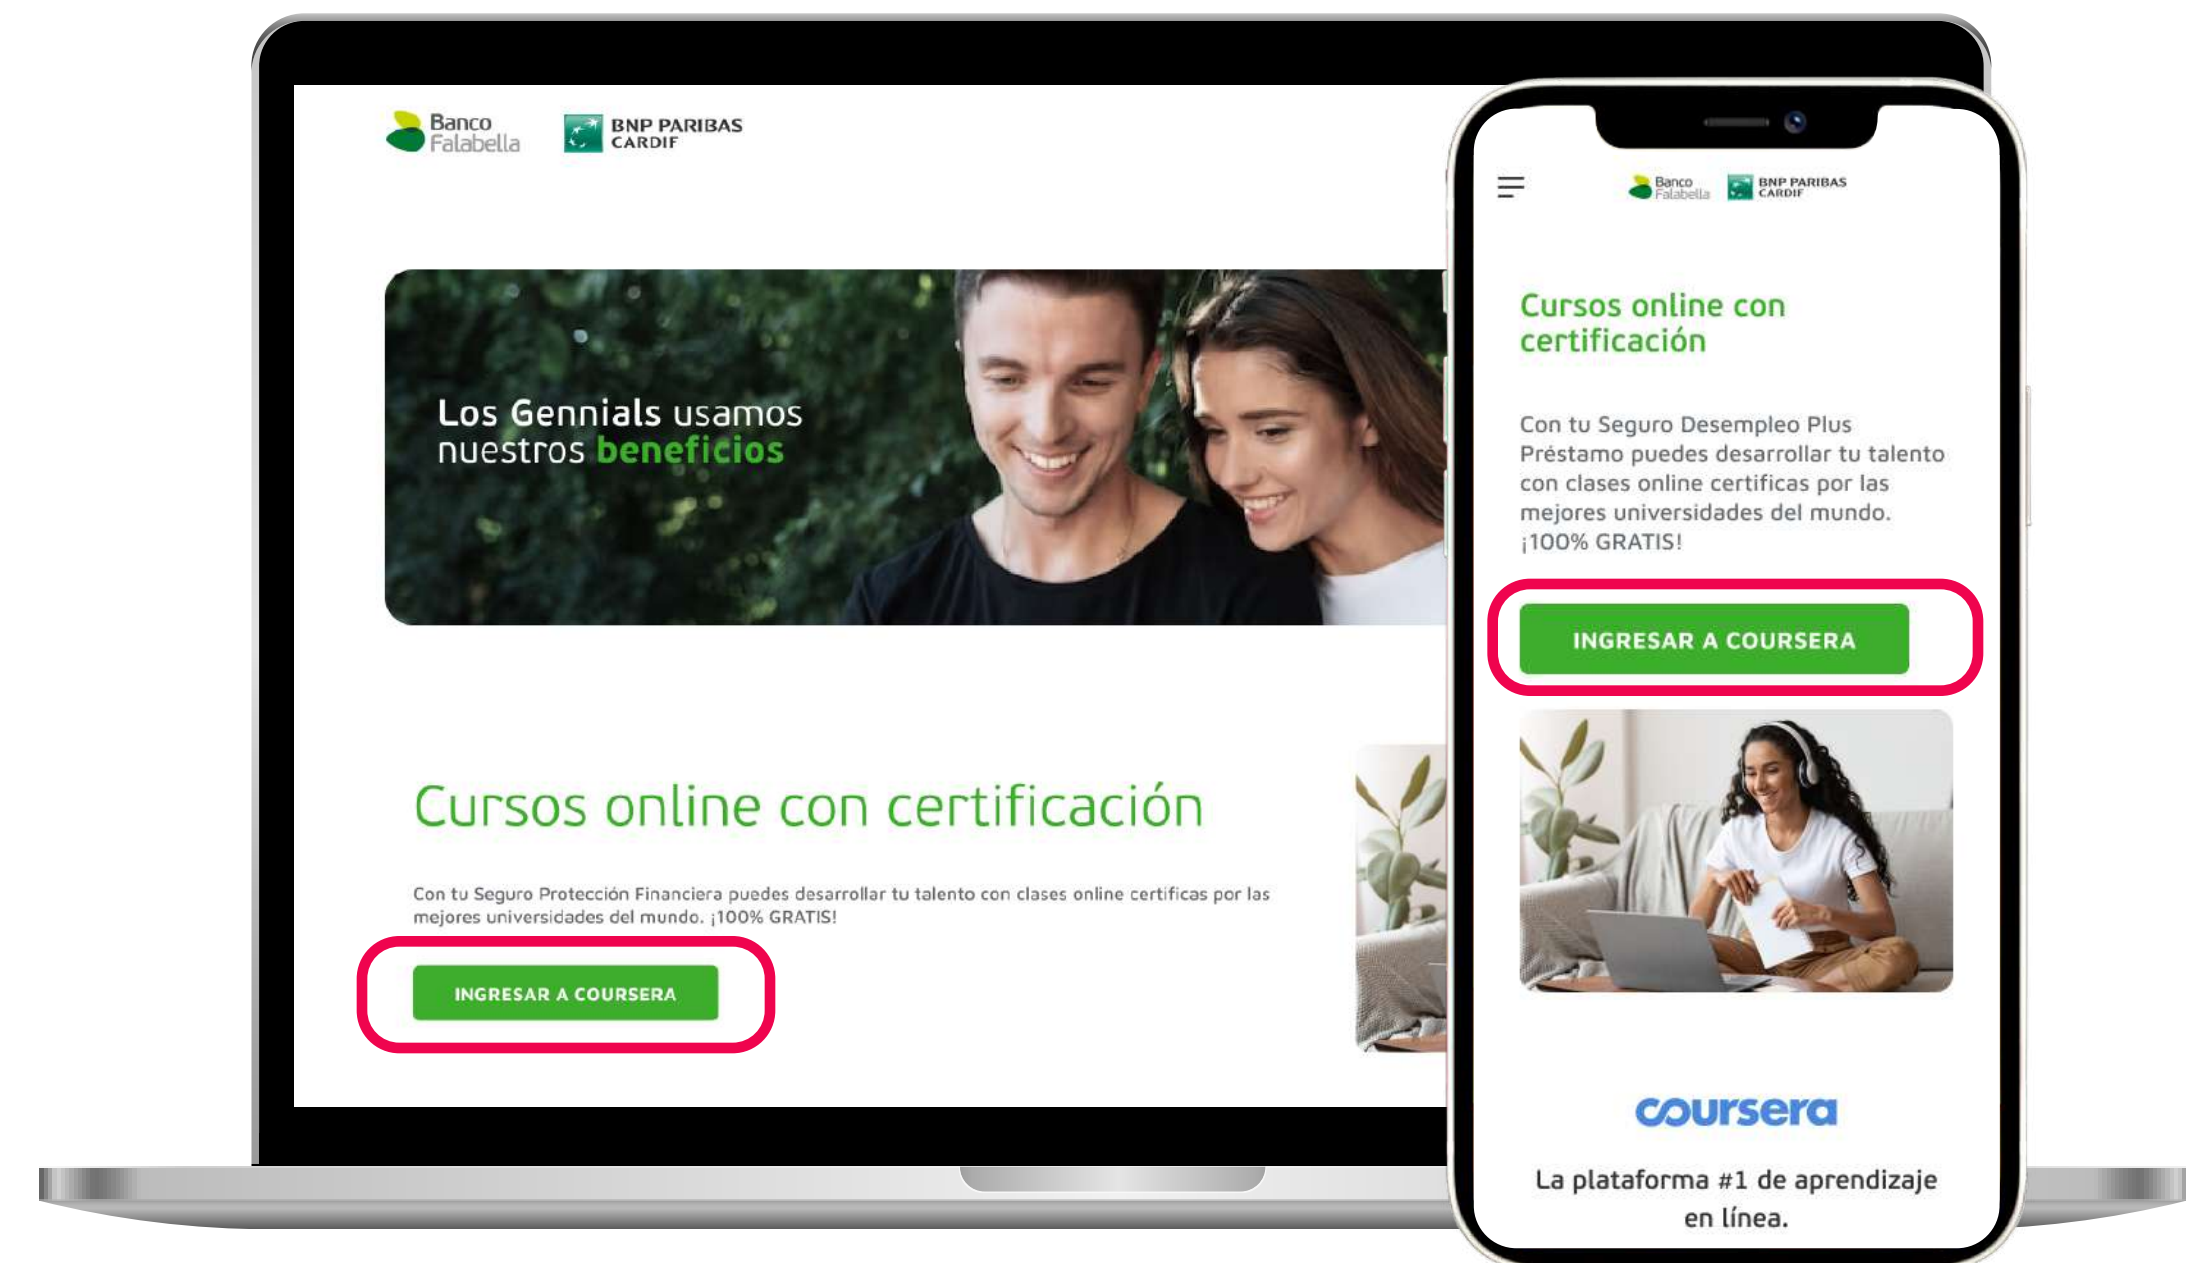 Banco
Falabella
BNP PARIBAS
CARDIF
Los Gennials usamos
nuestros beneficios
Cursos online con certificación
Con tu Seguro Protección Financiera puedes desarrollar tu talento con clases online certificas por las
mejores universidades del mundo. ¡100% GRATIS!
INGRESAR A COURSERA
Banco
Falabella
BNP PARIBAS
CARDIF
Cursos online con
certificación
Con tu Seguro Desempleo Plus
Préstamo puedes desarrollar tu talento
con clases online certificas por las
mejores universidades del mundo.
¡100% GRATIS!
INGRESAR A COURSERA
coursera
La plataforma #1 de aprendizaje
en línea.